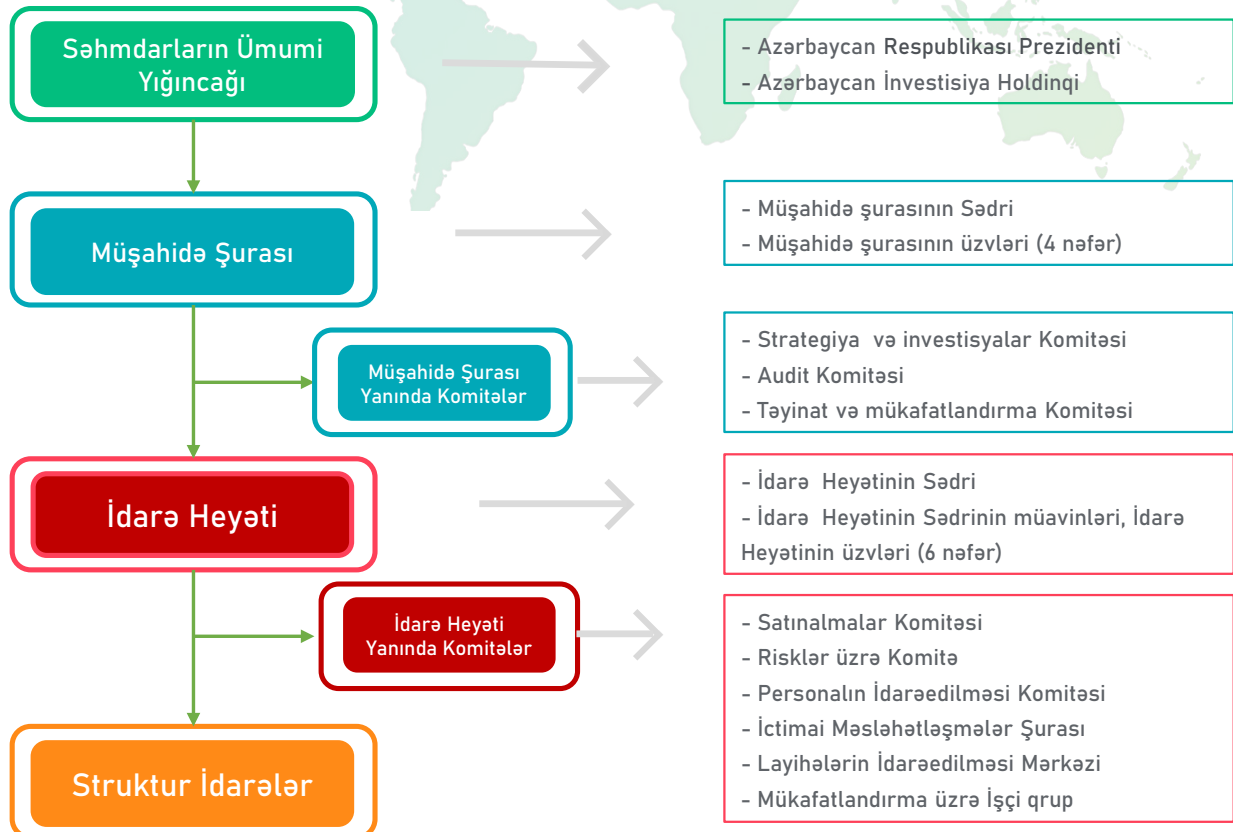 Səhmdarların Ümumi
Yığıncağı
- Azərbaycan Respublikası Prezidenti
- Azərbaycan İnvestisiya Holdinqi
Müşahidə Şurası
- Müşahidə şurasının Sədri
- Müşahidə şurasının üzvləri (4 nəfər)
Müşahidə Şurası
Yanında Komitələr
- Strategiya və investisyalar Komitəsi
- Audit Komitəsi
- Təyinat və mükafatlandırma Komitəsi
İdarə Heyəti
- İdarə Heyətinin Sədri
- İdarə Heyətinin Sədrinin müavinləri, İdarə
Heyətinin üzvləri (6 nəfər)
İdarə Heyəti
Yanında Komitələr
- Satınalmalar Komitəsi
- Risklər üzrə Komitə
- Personalın İdarəedilməsi Komitəsi
- İctimai Məsləhətləşmələr Şurası
- Layihələrin İdarəedilməsi Mərkəzi
- Mükafatlandırma üzrə İşçi qrup
Struktur İdarələr